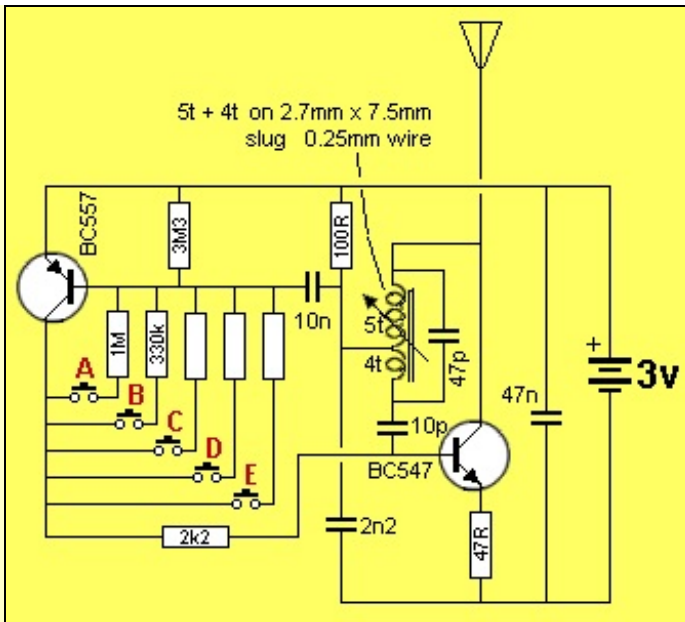 5t + 4t on 2.7mm x 7.5mm
slug 0.25mm wire
BC557
3M3
100R
10n
5t
4t
47p
47n
+
3v
1M
330k
A
B
C
D
E
10p
BC547
2k2
2n2
47R